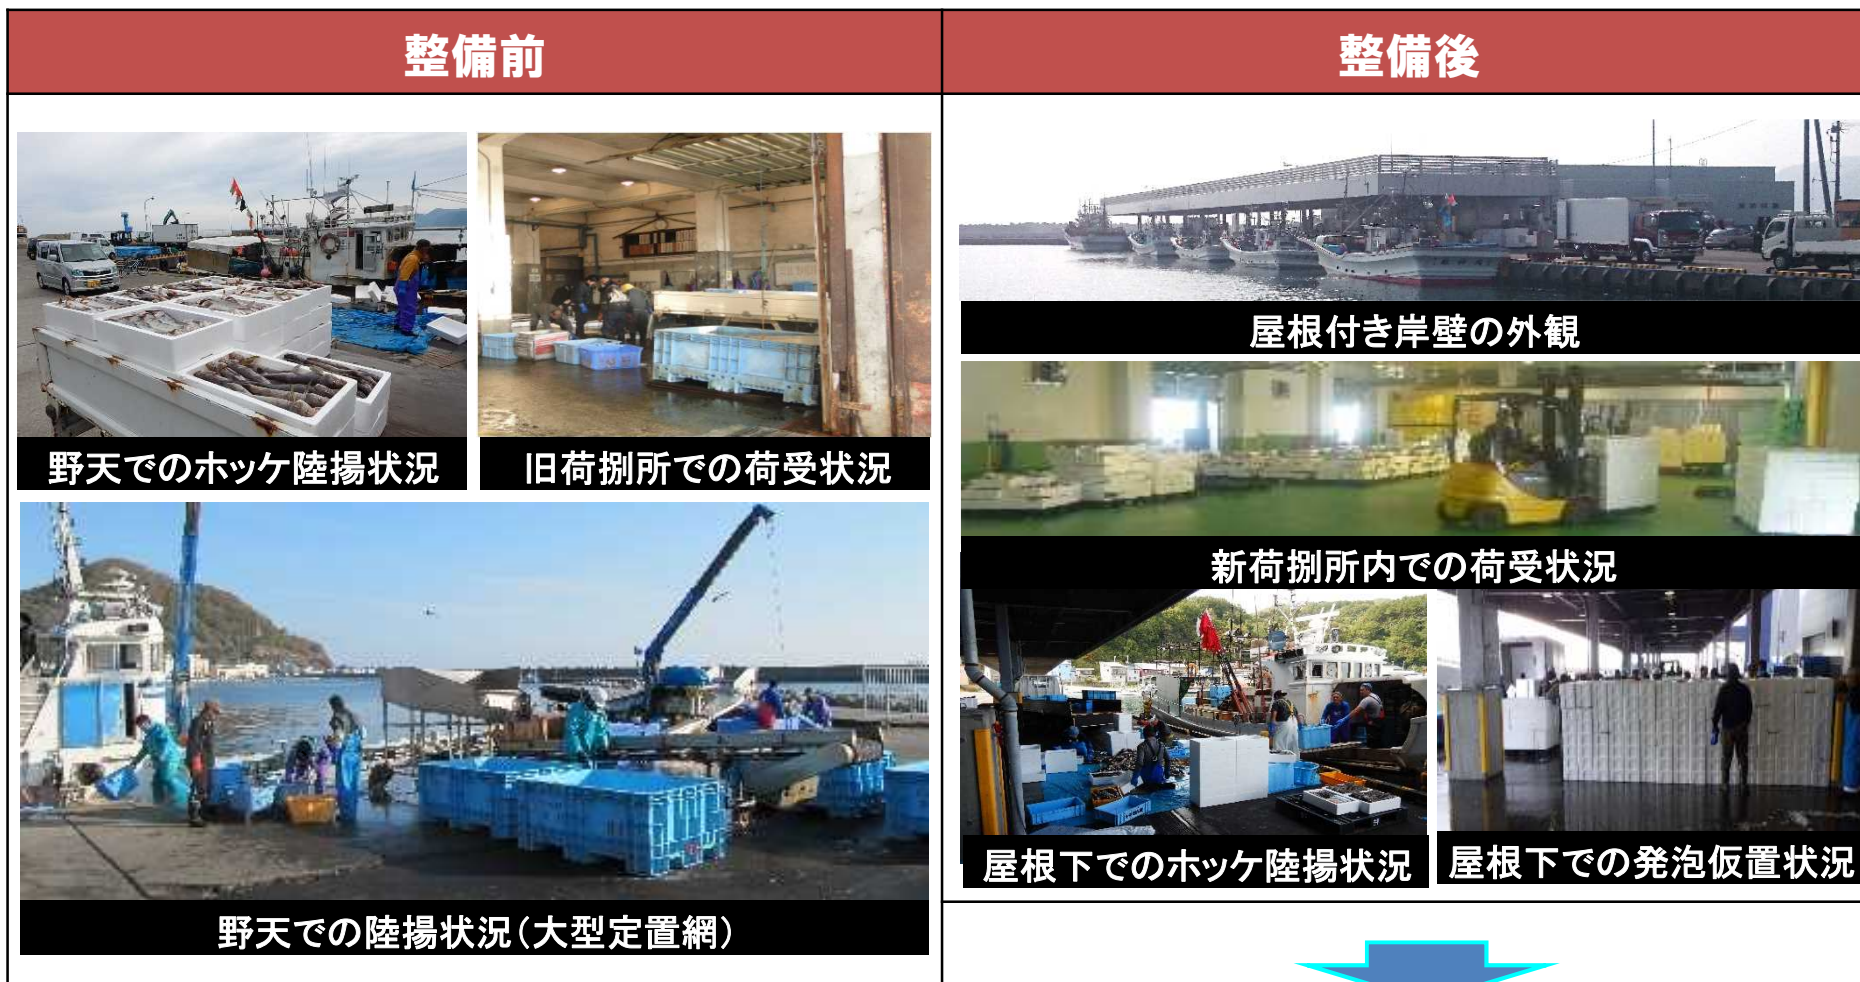 整備前
整備後
野天でのホッケ陸揚状況
旧荷捌所での荷受状況
野天での陸揚状況(大型定置網)
屋根付き岸壁の外観
新荷捌所内での荷受状況
屋根下でのホッケ陸揚状況
屋根下での発泡仮置状況